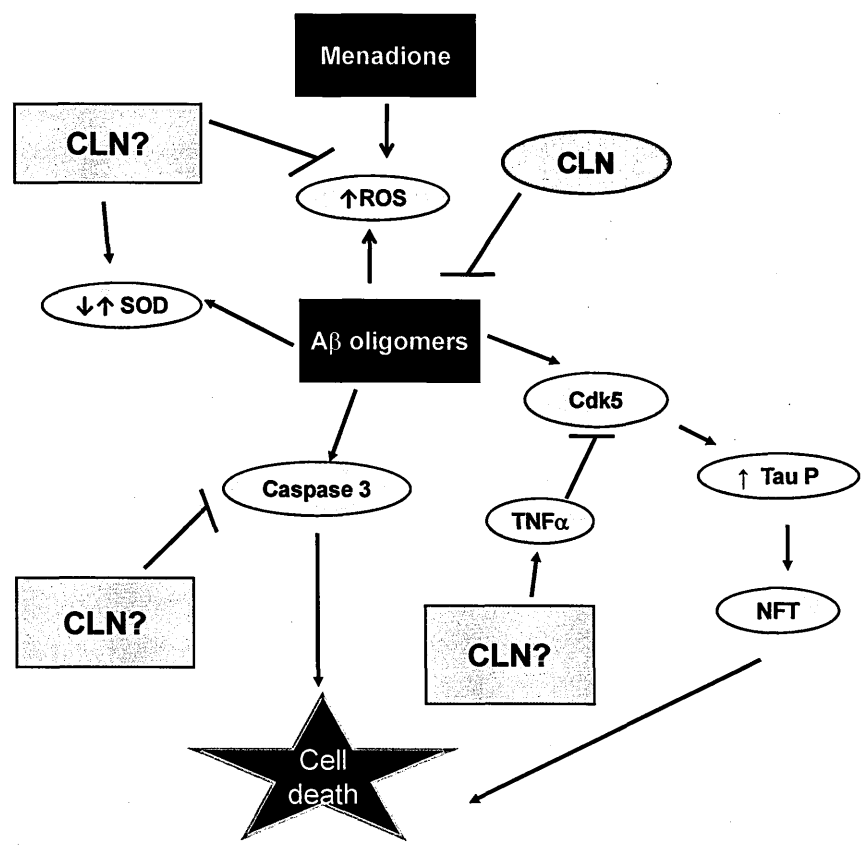 Menadione
CLN?
CLN
↑ROS
↓↑ SOD
Aβ oligomers
Cdk5
Caspase 3
↑ Tau P
TNFα
CLN?
NFT
CLN?
Cell
death